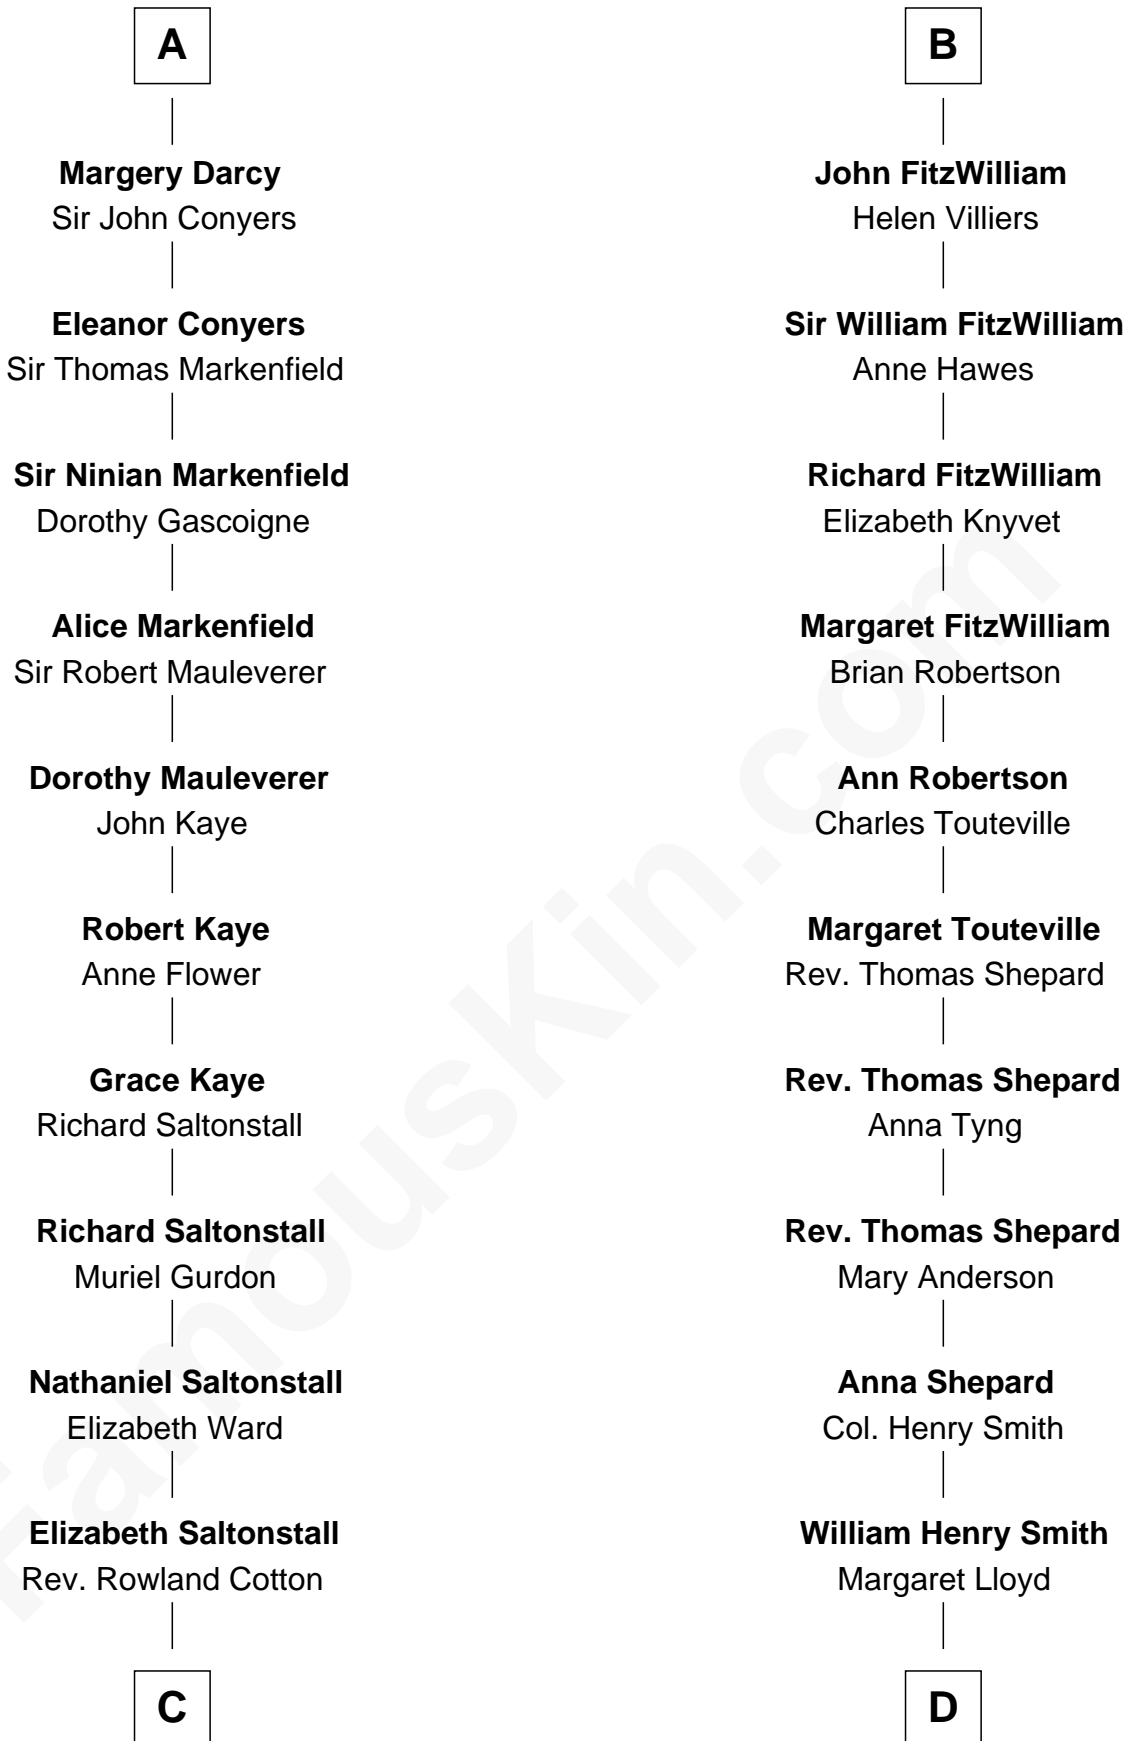 A
Margery Darcy
Sir John Conyers
Eleanor Conyers
Sir Thomas Markenfield
Sir Ninian Markenfield
Dorothy Gascoigne
Alice Markenfield
Sir Robert Mauleverer
Dorothy Mauleverer
John Kaye
Robert Kaye
Anne Flower
Grace Kaye
Richard Saltonstall
Richard Saltonstall
Muriel Gurdon
Nathaniel Saltonstall
Elizabeth Ward
Elizabeth Saltonstall
Rev. Rowland Cotton
C
B
John FitzWilliam
Helen Villiers
Sir William FitzWilliam
Anne Hawes
Richard FitzWilliam
Elizabeth Knyvet
Margaret FitzWilliam
Brian Robertson
Ann Robertson
Charles Touteville
Margaret Touteville
Rev. Thomas Shepard
Rev. Thomas Shepard
Anna Tyng
Rev. Thomas Shepard
Mary Anderson
Anna Shepard
Col. Henry Smith
William Henry Smith
Margaret Lloyd
D
FamousKin.com